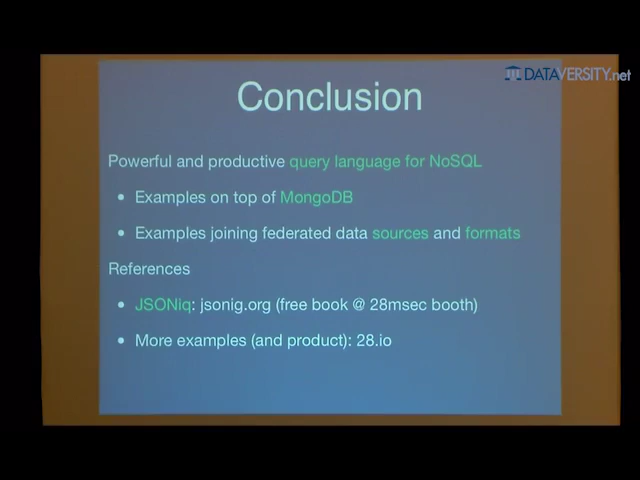 DATAVERSITY.net
Conclusion
Powerful and productive query language for NoSQL
• Examples on top of MongoDB
• Examples joining federated data sources and formats
References
• JSONiq: jsonig.org (free book @ 28msec booth)
• More examples (and product): 28.io